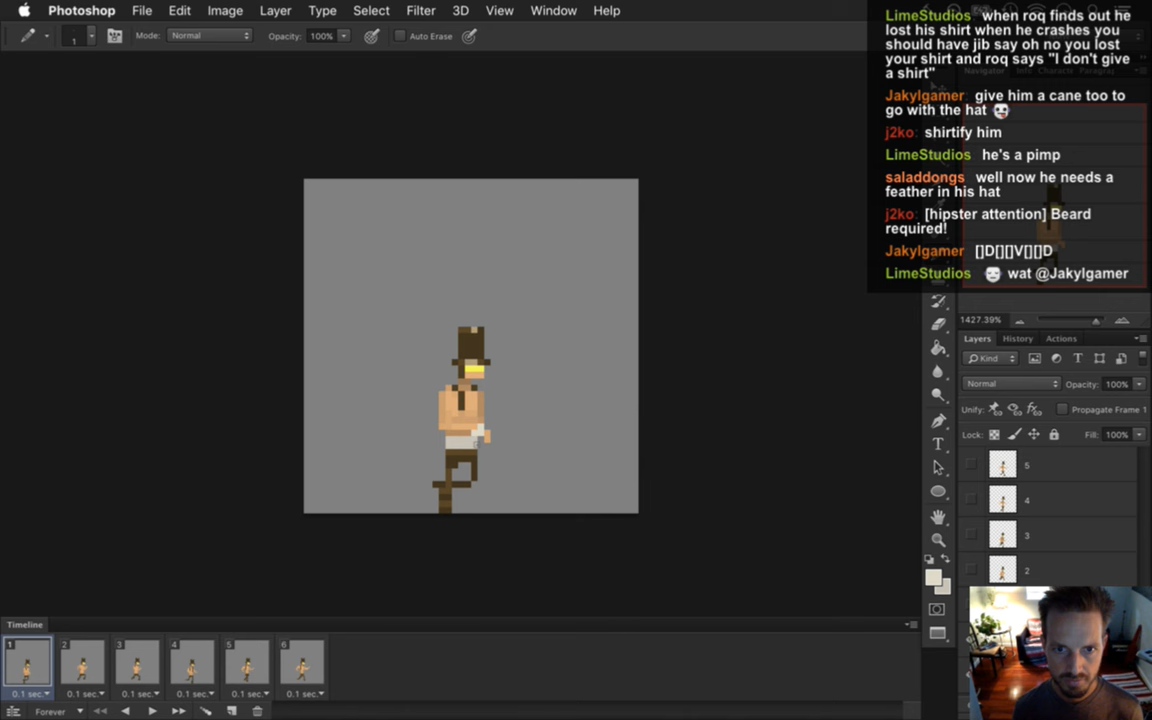 Photoshop File Edit Image Layer Type Select Filter 3D View Window Help
1 Mode: Normal Opacity: 100% Auto Erase
LimeStudios when roq finds out he
lost his shirt when he crashes you
should have jib say oh no you lost
your shirt and roq says "I don't give
a shirt"
Jakylgamer give him a cane too to
go with the hat
j2ko: shirtify him
LimeStudios he's a pimp
saladdongs well now he needs a
feather in his hat
j2ko: [hipster attention] Beard
required!
Jakylgamer []D[][]V[][]D
LimeStudios wat @Jakylgamer
1427.39%
Layers History Actions
Kind
Normal Opacity: 100%
Unify: Propagate Frame 1
Lock: Fill: 100%
5
4
3
2
Timeline
1 2 3 4 5 6
0.1 sec. 0.1 sec. 0.1 sec. 0.1 sec. 0.1 sec. 0.1 sec.
Forever